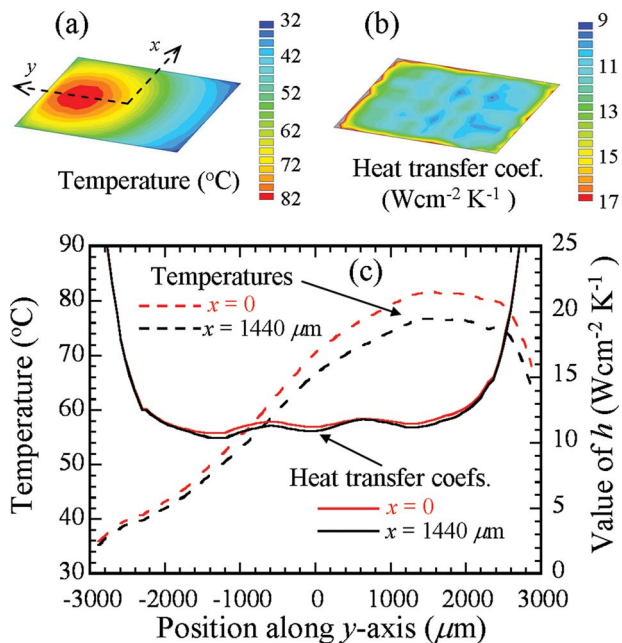 (a)
x
y
32
42
52
62
72
82
Temperature (°C)
(b)
9
11
13
15
17
Heat transfer coef.
(Wcm-2 K-1 )
(c)
Temperatures
x = 0
x = 1440 μm
Heat transfer coefs.
x = 0
x = 1440 μm
90
80
70
60
50
40
30
Temperature (°C)
25
20
15
10
5
0
Value of h (Wcm-2 K-1)
-3000 -2000 -1000 0 1000 2000 3000
Position along y-axis (μm)